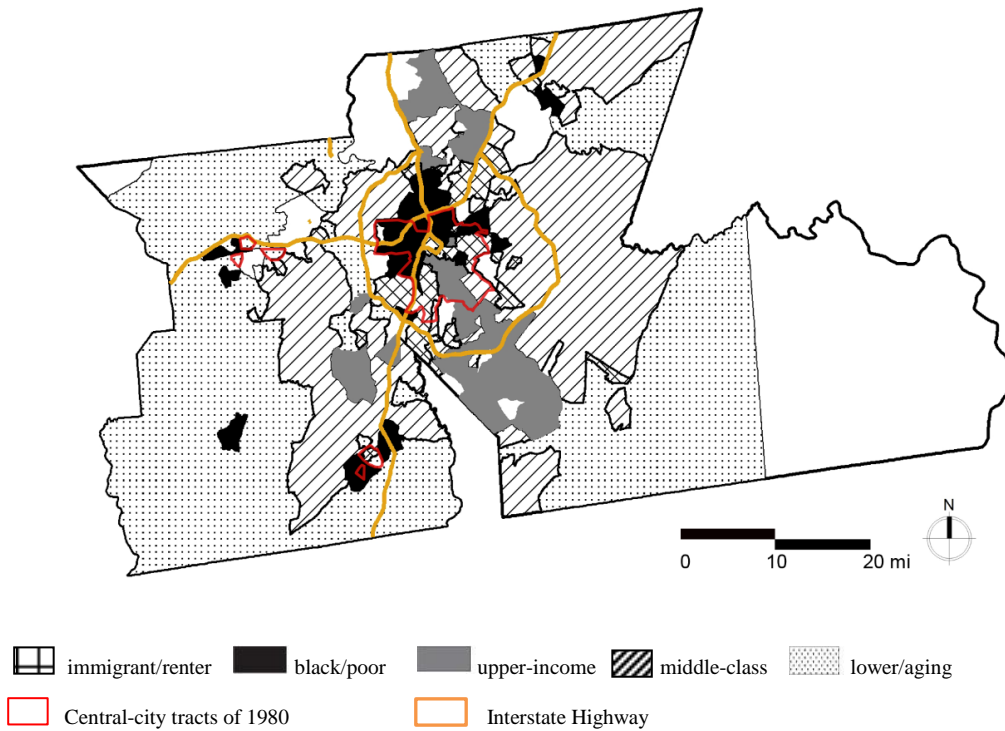 N
0 10 20 mi
immigrant/renter black/poor upper-income middle-class lower/aging
Central-city tracts of 1980 Interstate Highway